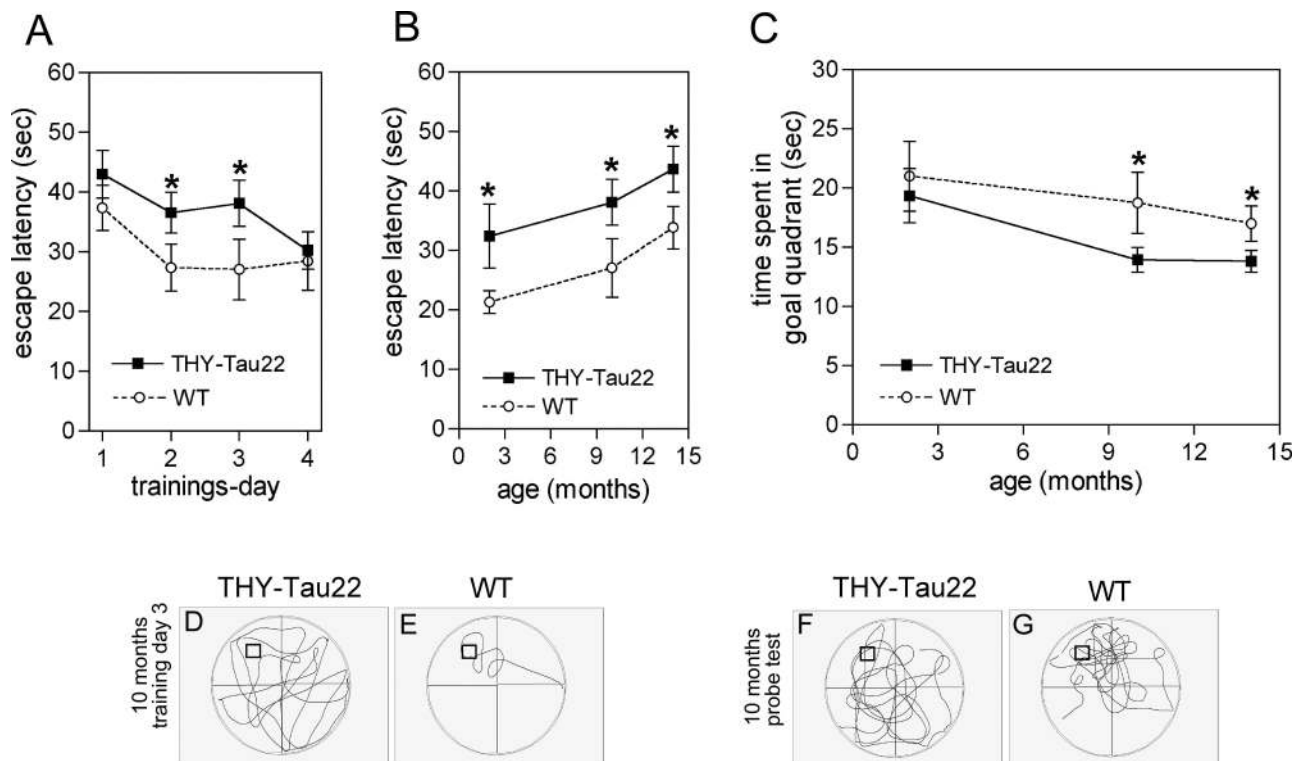 A
60
50
40
30
20
10
0
escape latency (sec)
*
*
THY-Tau22
WT
1 2 3 4
trainings-day
B
60
50
40
30
20
10
0
escape latency (sec)
*
*
*
THY-Tau22
WT
0 3 6 9 12 15
age (months)
C
30
25
20
15
10
5
0
time spent in
goal quadrant (sec)
*
*
THY-Tau22
WT
0 3 6 9 12 15
age (months)
10 months
training day 3
THY-Tau22
D
WT
E
10 months
probe test
THY-Tau22
F
WT
G